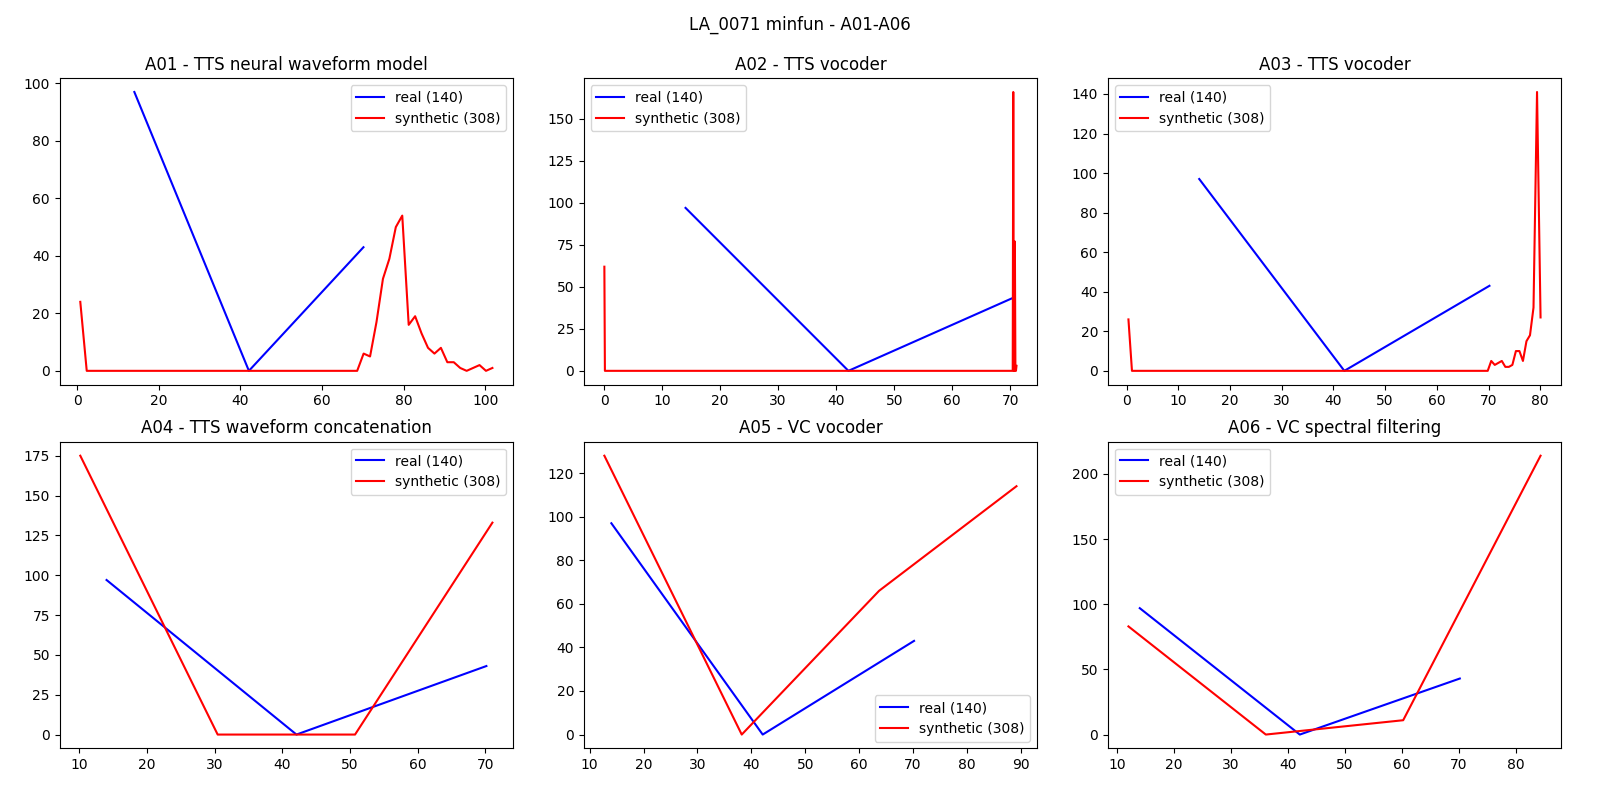 LA_0071 minfun - A01-A06
A01 - TTS neural waveform model
100
80
60
40
20
0
real (140)
synthetic (308)
0 20 40 60 80 100
A02 - TTS vocoder
150
125
100
75
50
25
0
real (140)
synthetic (308)
0 10 20 30 40 50 60 70
A03 - TTS vocoder
140
120
100
80
60
40
20
0
real (140)
synthetic (308)
0 10 20 30 40 50 60 70 80
A04 - TTS waveform concatenation
175
150
125
100
75
50
25
0
real (140)
synthetic (308)
10 20 30 40 50 60 70
A05 - VC vocoder
120
100
80
60
40
20
0
real (140)
synthetic (308)
10 20 30 40 50 60 70 80 90
A06 - VC spectral filtering
200
150
100
50
0
real (140)
synthetic (308)
10 20 30 40 50 60 70 80